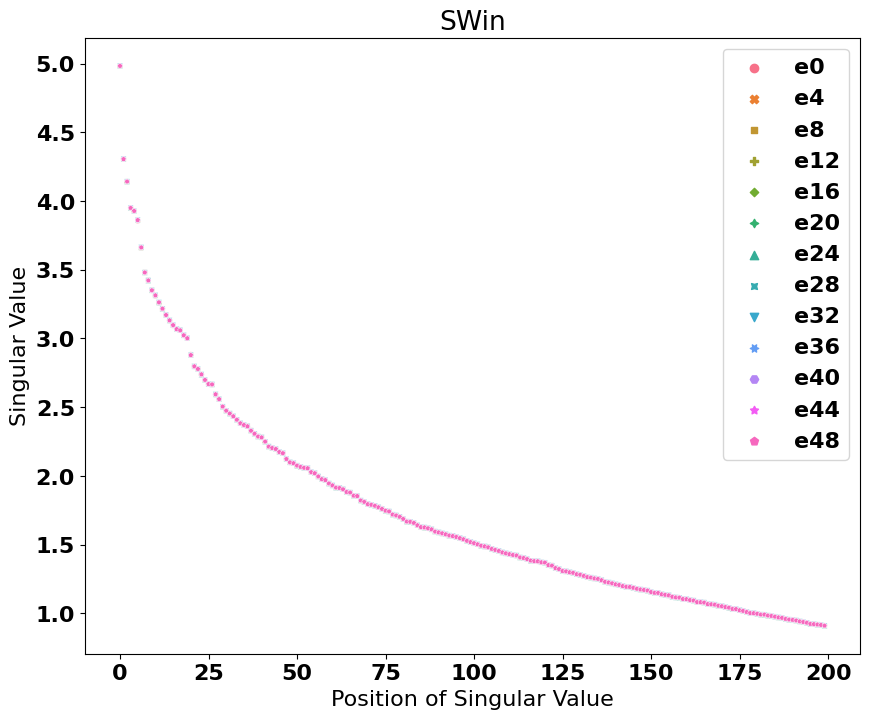 SWin
5.0
4.5
4.0
3.5
3.0
2.5
2.0
1.5
1.0
Singular Value
0 25 50 75 100 125 150 175 200
Position of Singular Value
e0
e4
e8
e12
e16
e20
e24
e28
e32
e36
e40
e44
e48